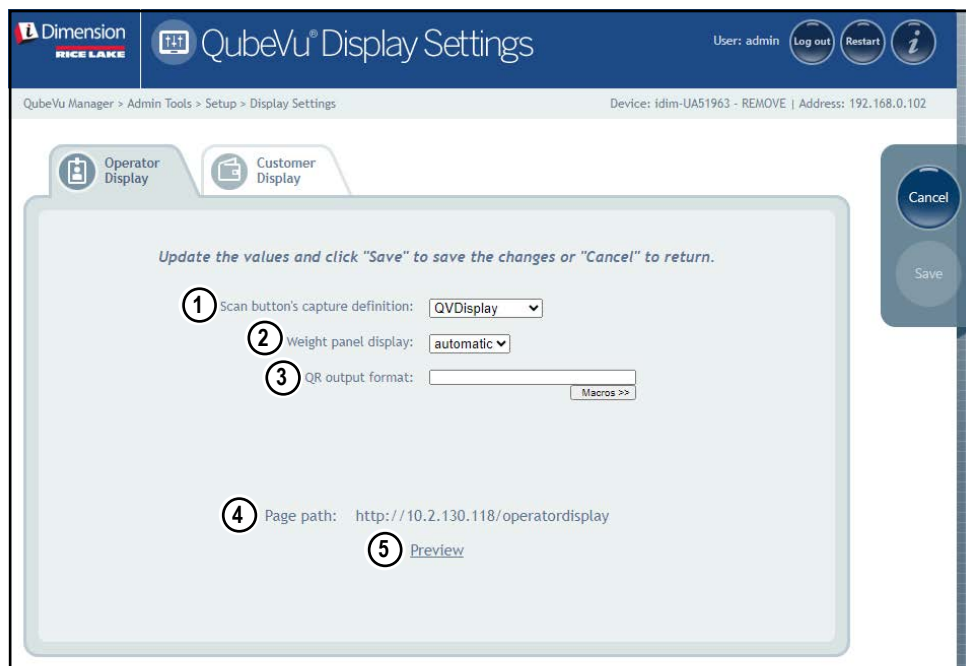 iDimension
RICE LAKE
QubeVu® Display Settings
User: admin
Log out
Restart
i
QubeVu Manager > Admin Tools > Setup > Display Settings
Device: idim-UA51963 - REMOVE | Address: 192.168.0.102
Operator
Display
Customer
Display
Cancel
Save
Update the values and click "Save" to save the changes or "Cancel" to return.
1 Scan button's capture definition: QVDisplay
2 Weight panel display: automatic
3 QR output format:
Macros >>
4 Page path: http://10.2.130.118/operatordisplay
5 Preview